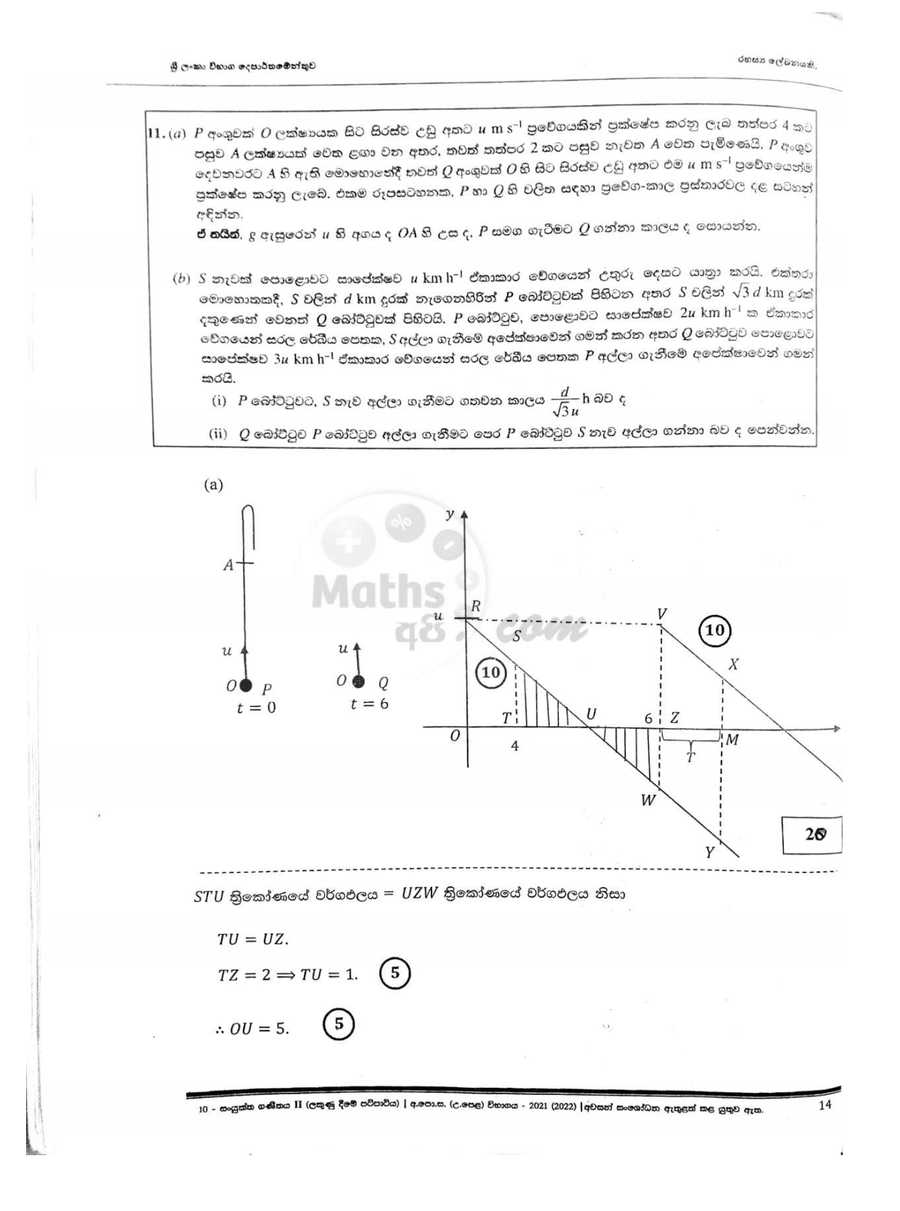 ශ්‍රී ලංකා විභාග දෙපාර්තමේන්තුව
රහස්‍ය ලේඛනයකි.
11. (a) P අංශුවක් O ලක්ෂ්‍යයක සිට සිරස්ව උඩු අතට u m s⁻¹ ප්‍රවේගයකින් ප්‍රක්ෂේප කරනු ලැබ තත්පර 4 කට
පසුව A ලක්ෂ්‍යයක් වෙත ළඟා වන අතර, තවත් තත්පර 2 කට පසුව නැවත A වෙත පැමිණෙයි. P අංශුව
දෙවනවරට A හි ඇති මොහොතේදී තවත් Q අංශුවක් O හි සිට සිරස්ව උඩු අතට එම u m s⁻¹ ප්‍රවේගයෙන්ම
ප්‍රක්ෂේප කරනු ලැබේ. එකම රූපසටහනක, P හා Q හි චලිත සඳහා ප්‍රවේග-කාල ප්‍රස්තාරවල දළ සටහන්
අඳින්න.
ඒ නයින්, g ඇසුරෙන් u හි අගය ද OA හි උස ද, P සමග ගැටීමට Q ගන්නා කාලය ද සොයන්න.
(b) S නැවක් පොළොවට සාපේක්ෂව u km h⁻¹ ඒකාකාර වේගයෙන් උතුරු දෙසට යාත්‍රා කරයි. එක්තරා
මොහොතකදී, S වලින් d km දුරක් නැගෙනහිරින් P බෝට්ටුවක් පිහිටන අතර S වලින් √3 d km දුරක්
දකුණෙන් වෙනත් Q බෝට්ටුවක් පිහිටයි. P බෝට්ටුව, පොළොවට සාපේක්ෂව 2u km h⁻¹ ක ඒකාකාර
වේගයෙන් සරල රේඛීය පෙතක, S අල්ලා ගැනීමේ අපේක්ෂාවෙන් ගමන් කරන අතර Q බෝට්ටුව පොළොවට
සාපේක්ෂව 3u km h⁻¹ ඒකාකාර වේගයෙන් සරල රේඛීය පෙතක P අල්ලා ගැනීමේ අපේක්ෂාවෙන් ගමන්
කරයි.
(i) P බෝට්ටුවට, S නැව අල්ලා ගැනීමට ගතවන කාලය d/√3u h බව ද
(ii) Q බෝට්ටුව P බෝට්ටුව අල්ලා ගැනීමට පෙර P බෝට්ටුව S නැව අල්ලා ගන්නා බව ද පෙන්වන්න.
(a)
A
u
O P
t = 0
u
O Q
t = 6
Maths
අපි ? com
y
u R
S
V
10
10
X
T
U
6 Z
O
4
M
T
W
Y
20
STU ත්‍රිකෝණයේ වර්ගඵලය = UZW ත්‍රිකෝණයේ වර්ගඵලය නිසා
TU = UZ.
TZ = 2 ⟹ TU = 1. 5
∴ OU = 5. 5
10 - සංයුක්ත ගණිතය II (ලකුණු දීමේ පටිපාටිය) | අ.පො.ස. (උ.පෙළ) විභාගය - 2021 (2022) | අවසන් සංශෝධන ඇතුළත් කළ යුතුව ඇත.
14